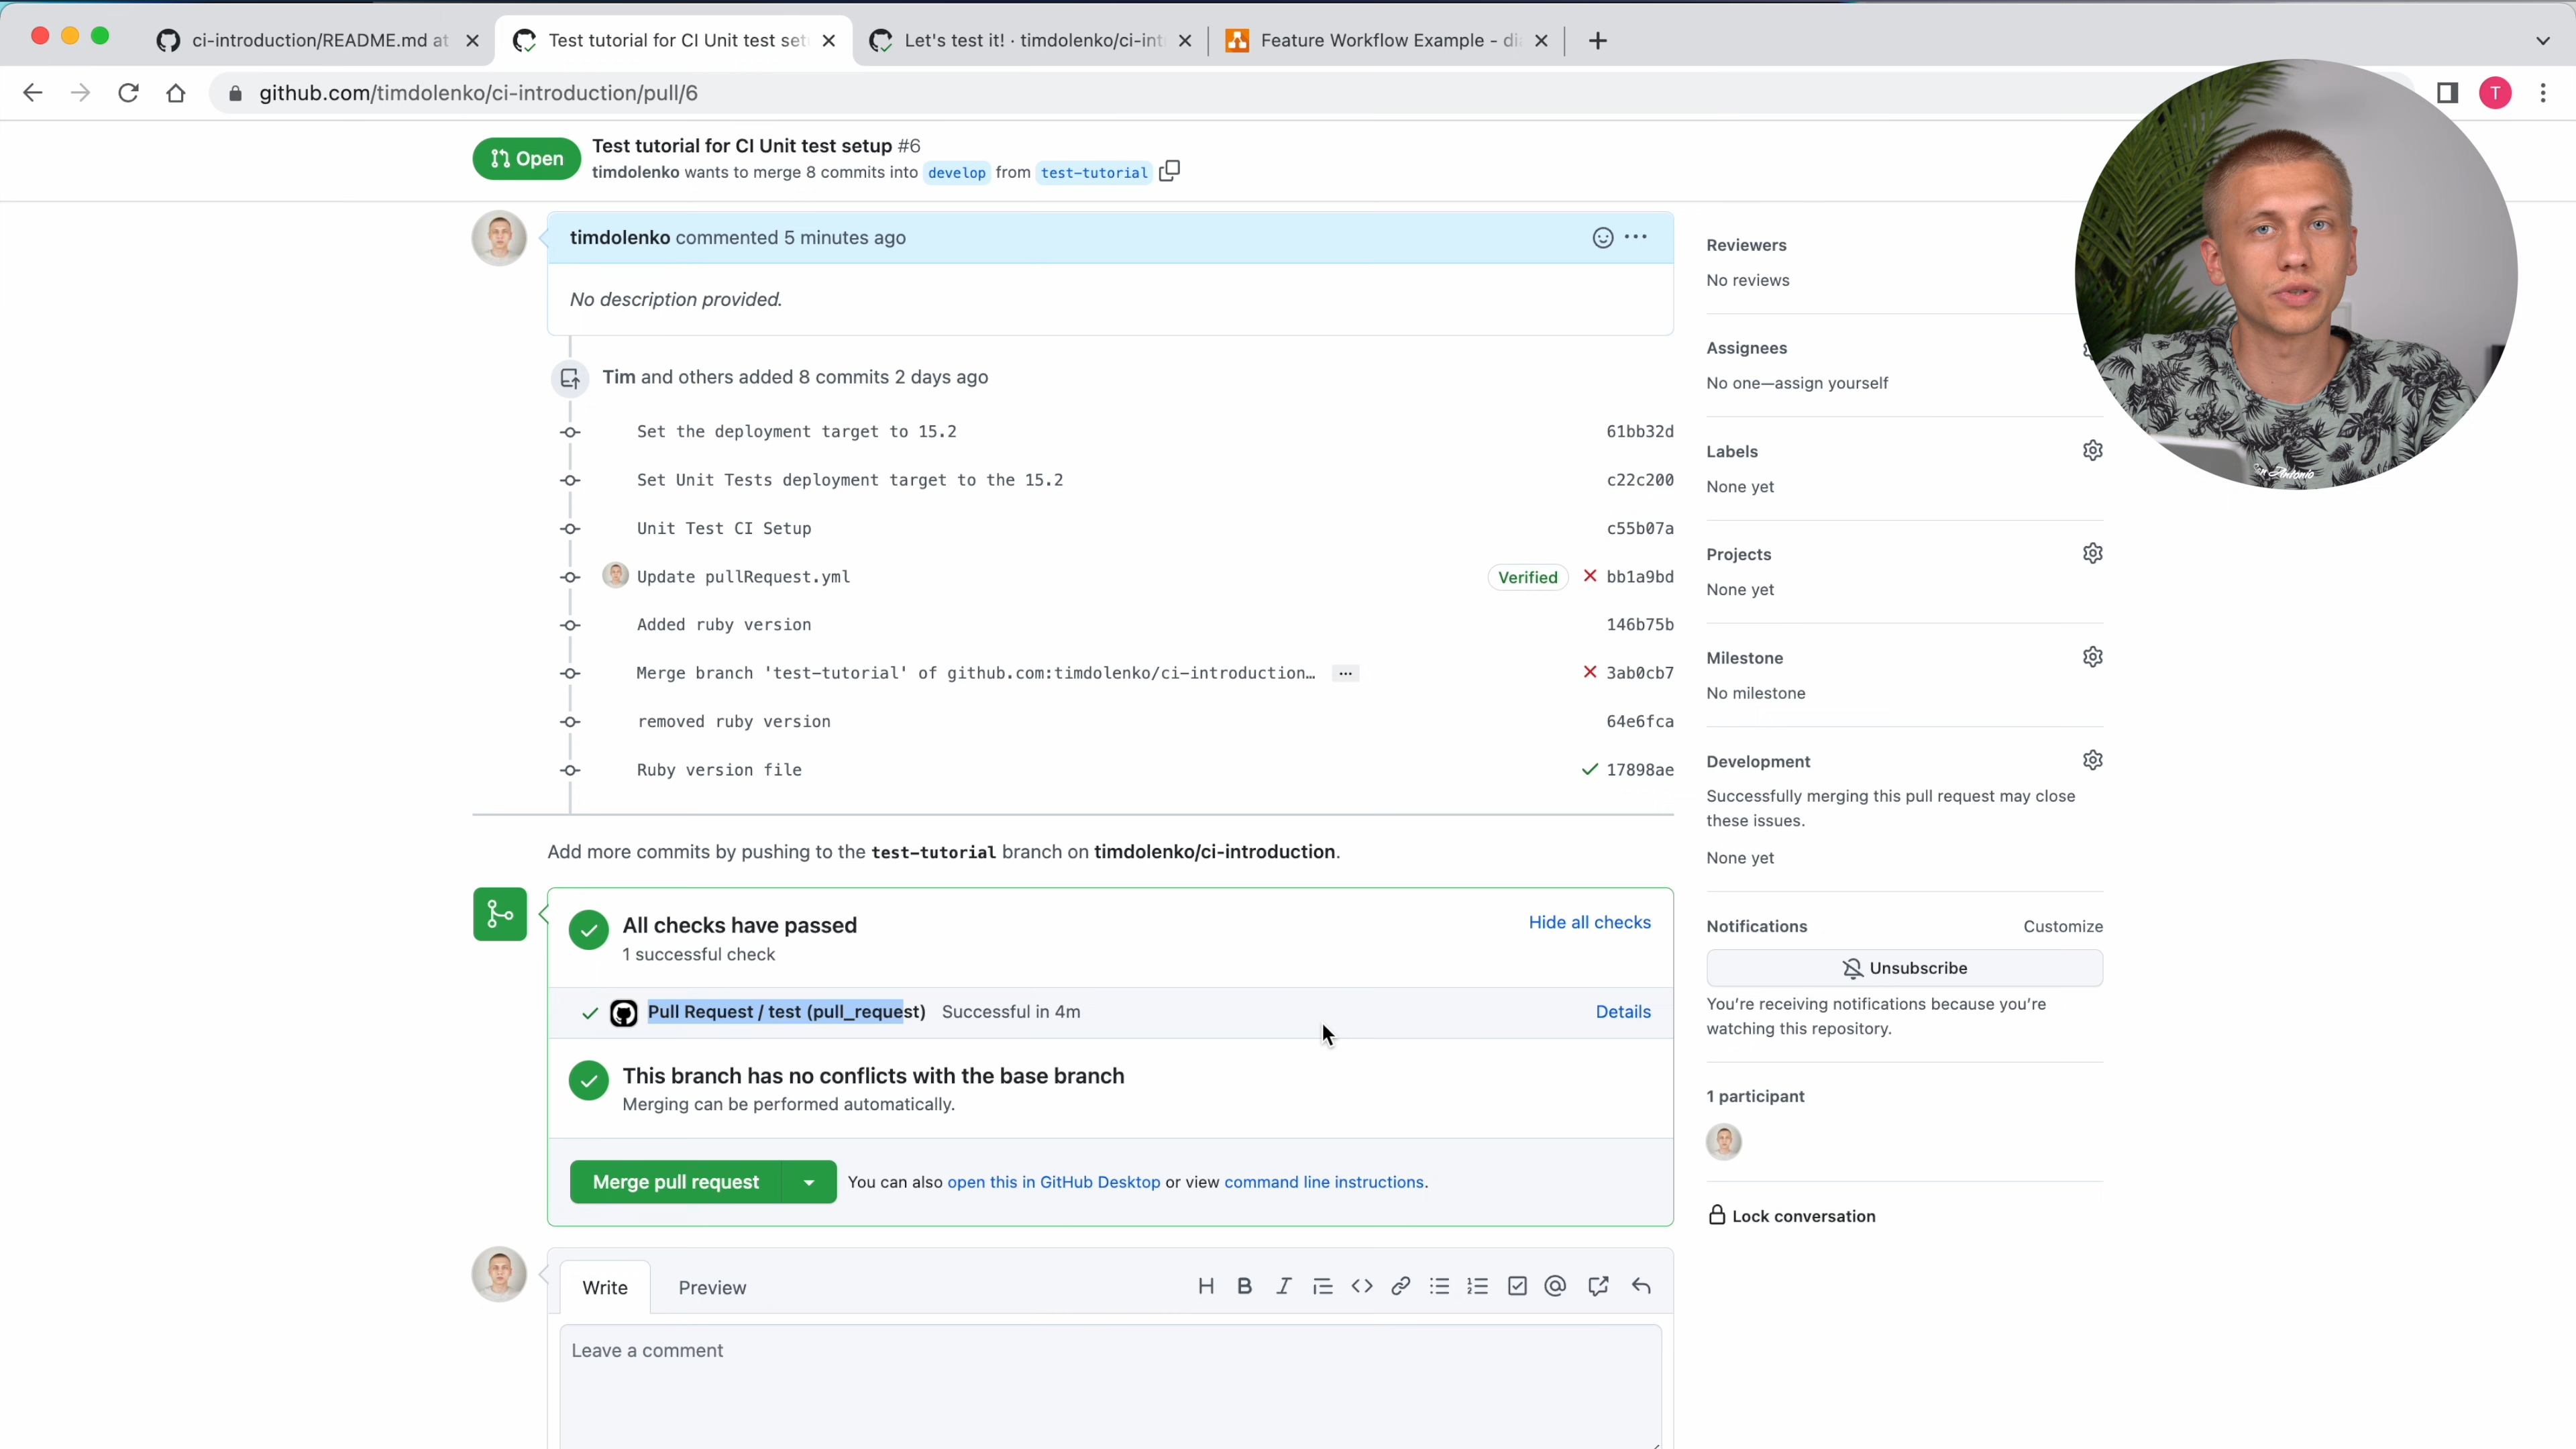 ci-introduction/README.md at
Test tutorial for CI Unit test set
Let's test it! · timdolenko/ci-int
Feature Workflow Example - di
github.com/timdolenko/ci-introduction/pull/6
T
Open
Test tutorial for CI Unit test setup #6
timdolenko wants to merge 8 commits into develop from test-tutorial
timdolenko commented 5 minutes ago
No description provided.
Tim and others added 8 commits 2 days ago
Set the deployment target to 15.2 61bb32d
Set Unit Tests deployment target to the 15.2 c22c200
Unit Test CI Setup c55b07a
Update pullRequest.yml Verified bb1a9bd
Added ruby version 146b75b
Merge branch 'test-tutorial' of github.com:timdolenko/ci-introduction… 3ab0cb7
removed ruby version 64e6fca
Ruby version file 17898ae
Add more commits by pushing to the test-tutorial branch on timdolenko/ci-introduction.
All checks have passed
Hide all checks
1 successful check
Pull Request / test (pull_request) Successful in 4m Details
This branch has no conflicts with the base branch
Merging can be performed automatically.
Merge pull request
You can also open this in GitHub Desktop or view command line instructions.
Write Preview
Leave a comment
Reviewers
No reviews
Assignees
No one—assign yourself
Labels
None yet
Projects
None yet
Milestone
No milestone
Development
Successfully merging this pull request may close
these issues.
None yet
Notifications Customize
Unsubscribe
You're receiving notifications because you're
watching this repository.
1 participant
Lock conversation